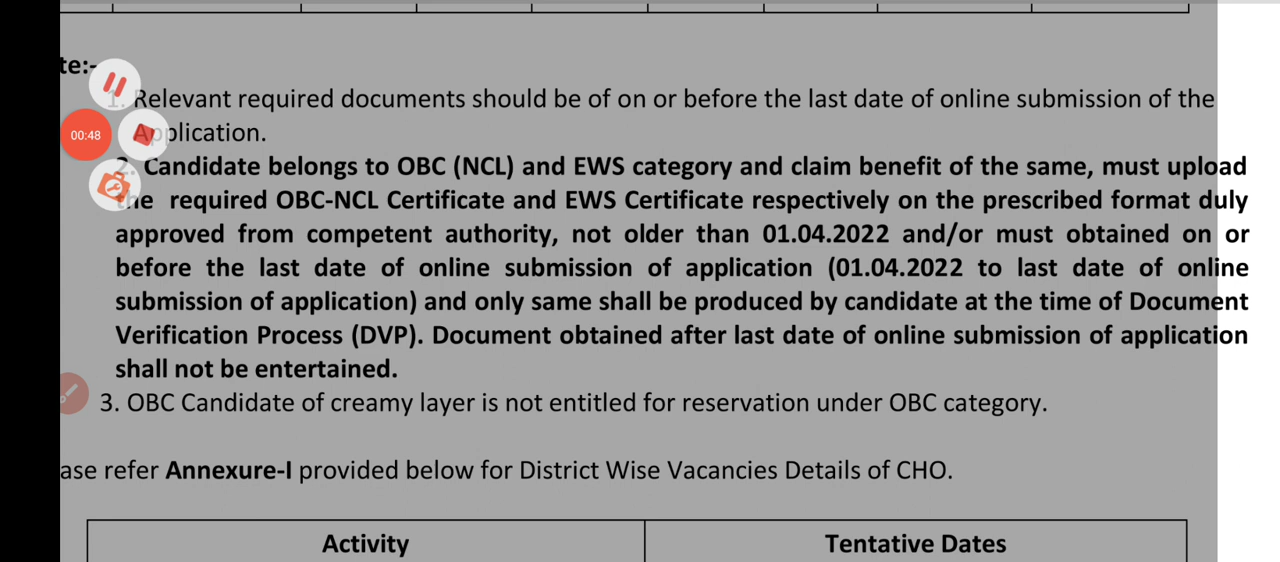 te:-
1. Relevant required documents should be of on or before the last date of online submission of the
Application.
00:48
2. Candidate belongs to OBC (NCL) and EWS category and claim benefit of the same, must upload
the required OBC-NCL Certificate and EWS Certificate respectively on the prescribed format duly
approved from competent authority, not older than 01.04.2022 and/or must obtained on or
before the last date of online submission of application (01.04.2022 to last date of online
submission of application) and only same shall be produced by candidate at the time of Document
Verification Process (DVP). Document obtained after last date of online submission of application
shall not be entertained.
3. OBC Candidate of creamy layer is not entitled for reservation under OBC category.
ase refer Annexure-I provided below for District Wise Vacancies Details of CHO.
Activity Tentative Dates